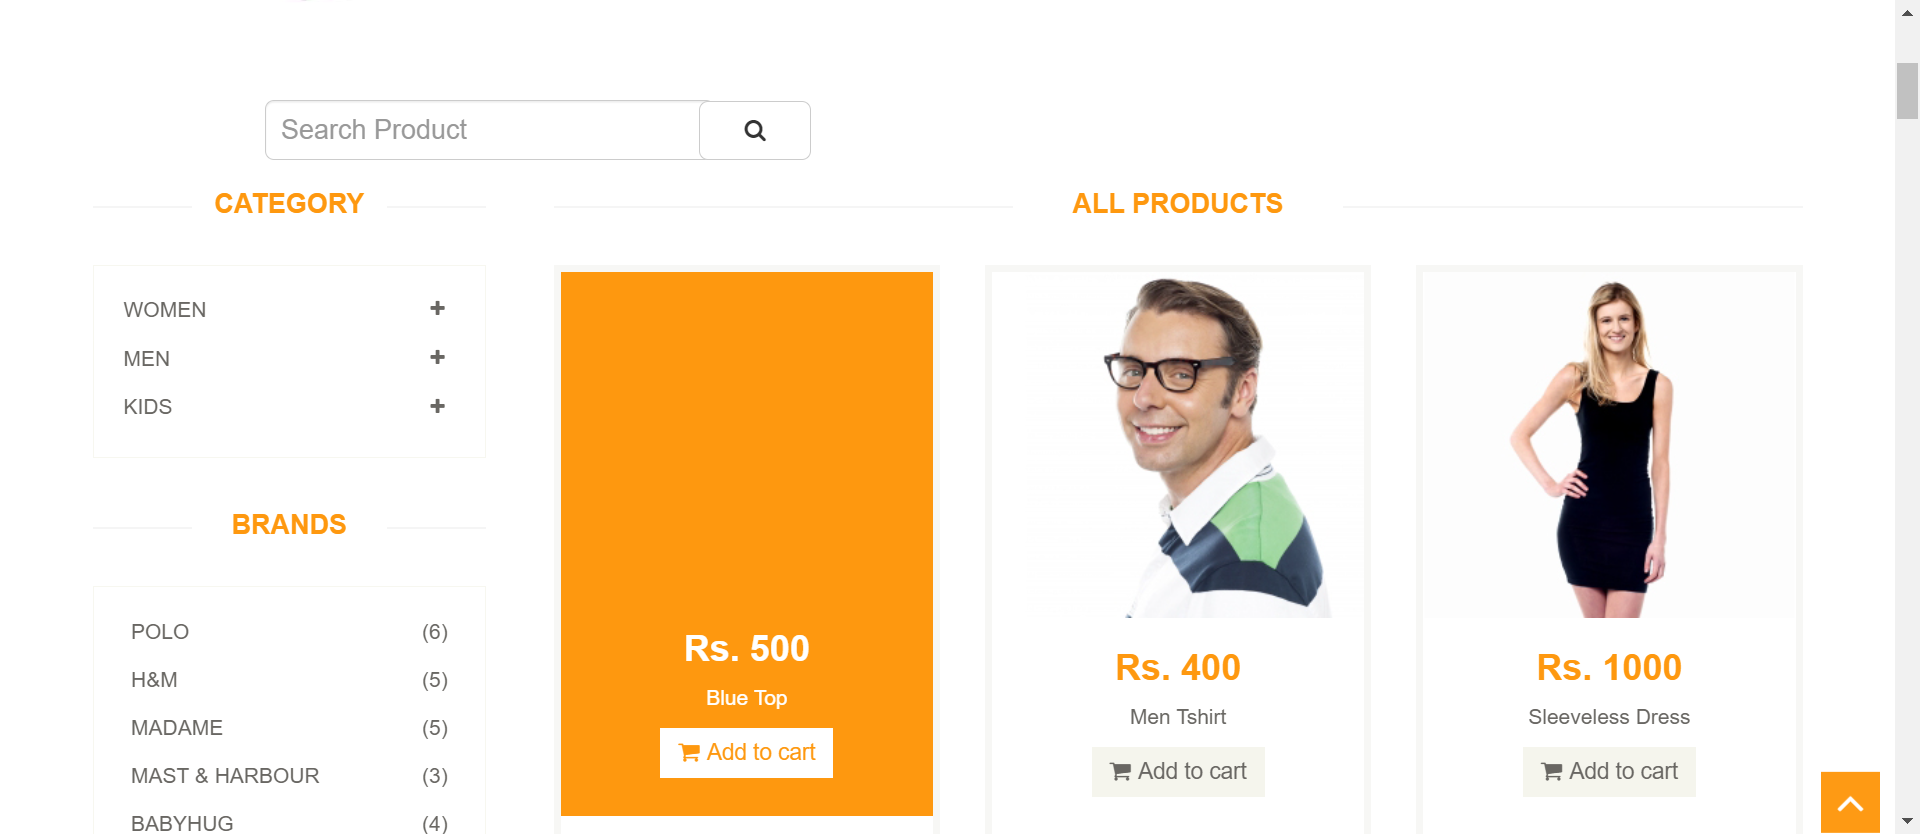 Search Product
CATEGORY
WOMEN
MEN
KIDS
BRANDS
POLO (6)
H&M (5)
MADAME (5)
MAST & HARBOUR (3)
BABYHUG (4)
ALL PRODUCTS
Rs. 500
Blue Top
Add to cart
Rs. 400
Men Tshirt
Add to cart
Rs. 1000
Sleeveless Dress
Add to cart